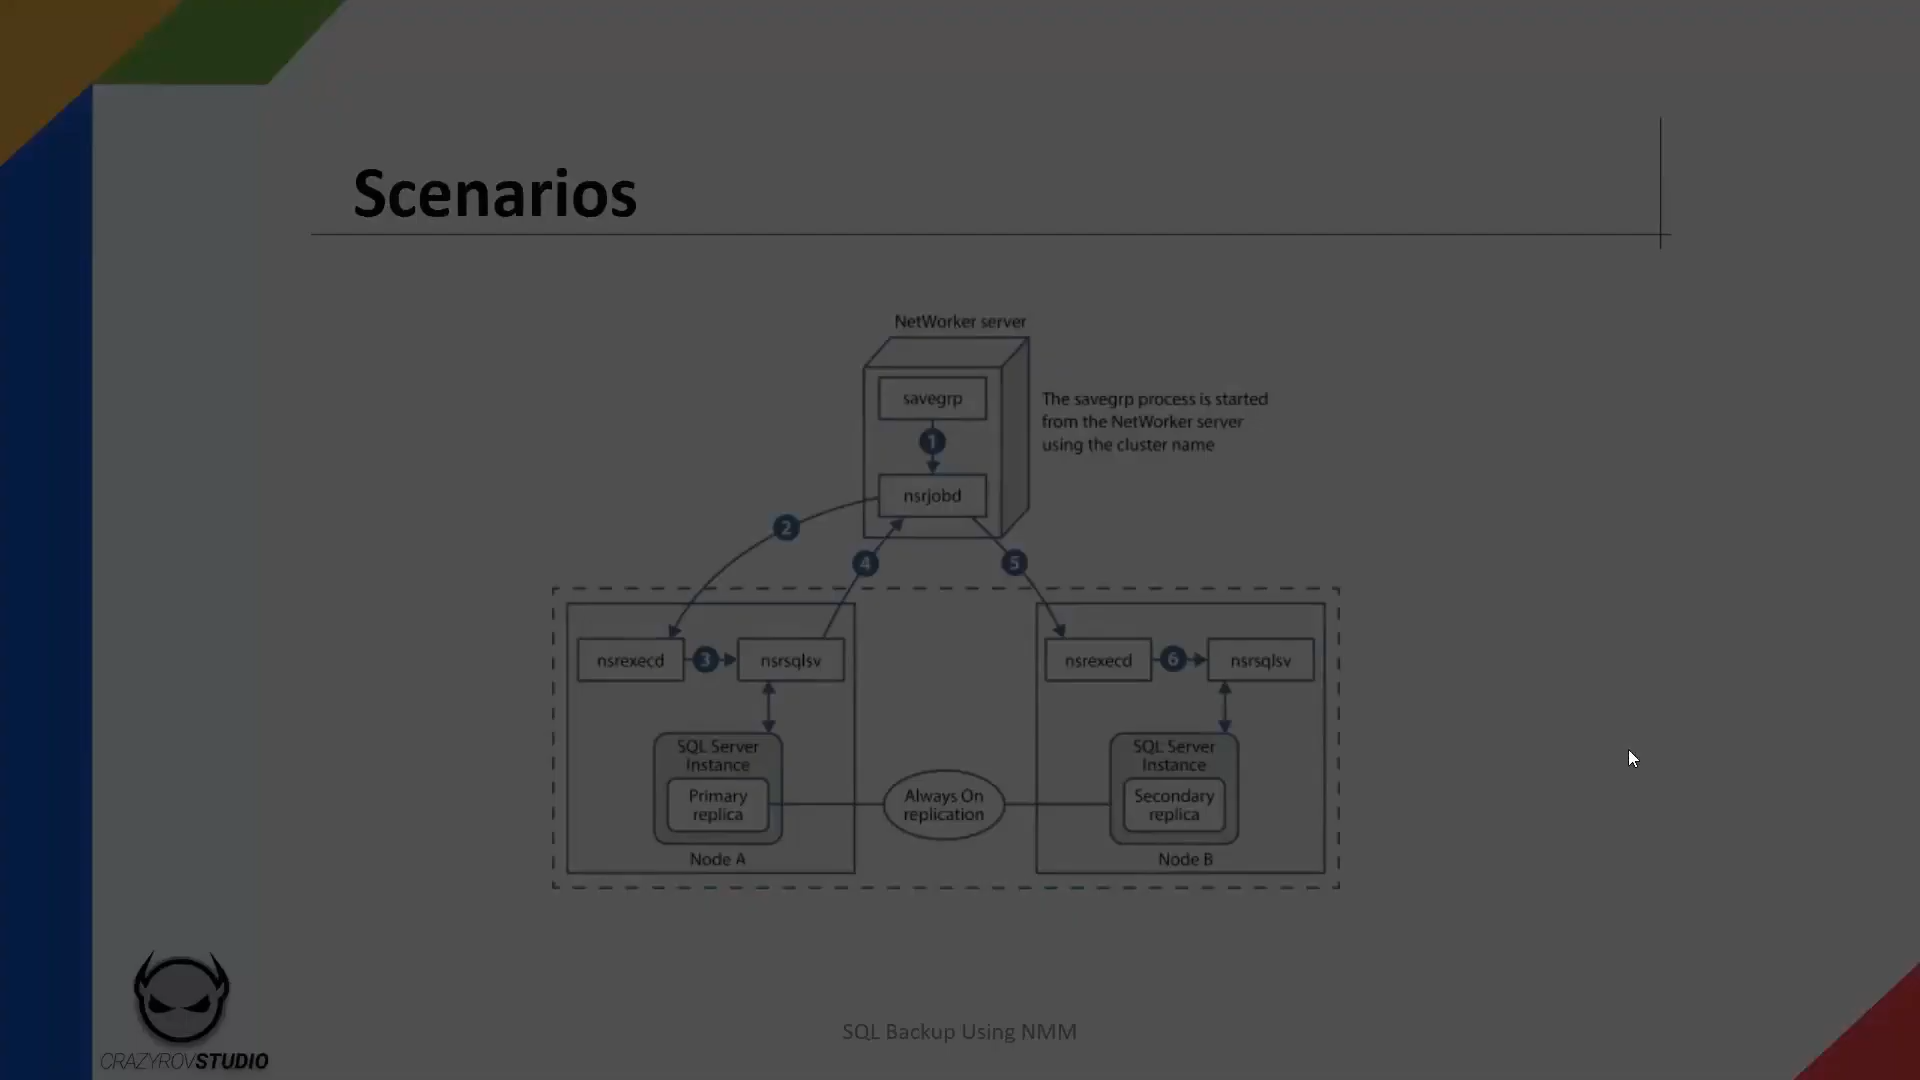 Scenarios
NetWorker server
savegrp
The savegrp process is started
from the NetWorker server
using the cluster name
1
nsrjobd
2
4
5
nsrexecd
3
nsrsqlsv
nsrexecd
6
nsrsqlsv
SQL Server
Instance
Primary
replica
Node A
Always On
replication
SQL Server
Instance
Secondary
replica
Node B
SQL Backup Using NMM
CRAZYROVSTUDIO